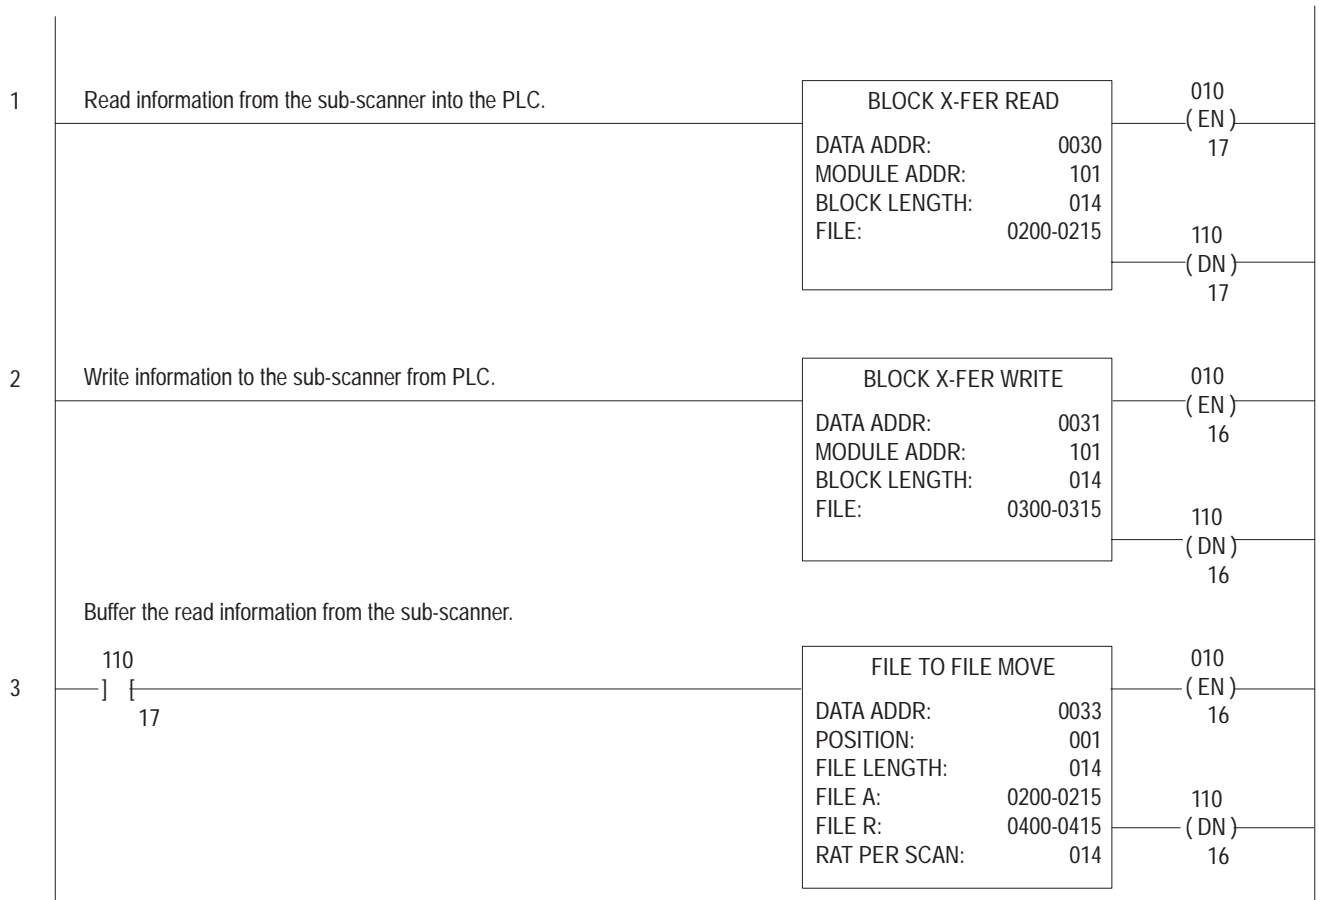 1 Read information from the sub-scanner into the PLC.
BLOCK X-FER READ
DATA ADDR: 0030
MODULE ADDR: 101
BLOCK LENGTH: 014
FILE: 0200-0215
010
( EN )
17
110
( DN )
17
2 Write information to the sub-scanner from PLC.
BLOCK X-FER WRITE
DATA ADDR: 0031
MODULE ADDR: 101
BLOCK LENGTH: 014
FILE: 0300-0315
010
( EN )
16
110
( DN )
16
Buffer the read information from the sub-scanner.
3
110
] [
17
FILE TO FILE MOVE
DATA ADDR: 0033
POSITION: 001
FILE LENGTH: 014
FILE A: 0200-0215
FILE R: 0400-0415
RAT PER SCAN: 014
010
( EN )
16
110
( DN )
16